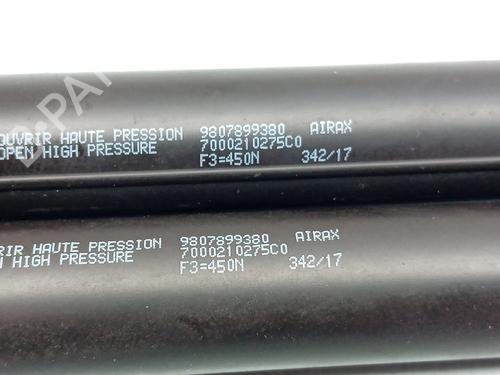 OUVRIR HAUTE PRESSION 9807899380 AIRAX
OPEN HIGH PRESSURE 7000210275C0
F3=450N 342/17
RIR HAUTE PRESSION 9807899380 AIRAX
N HIGH PRESSURE 7000210275C0
F3=450N 342/17